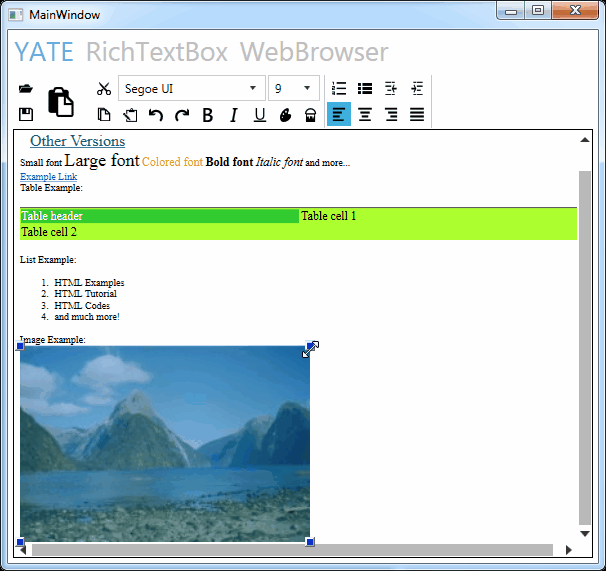 MainWindow
YATE RichTextBox WebBrowser
Segoe UI 9
B I U A
Other Versions
Small font Large font Colored font Bold font Italic font and more...
Example Link
Table Example:
Table header Table cell 1
Table cell 2
List Example:
1. HTML Examples
2. HTML Tutorial
3. HTML Codes
4. and much more!
Image Example: